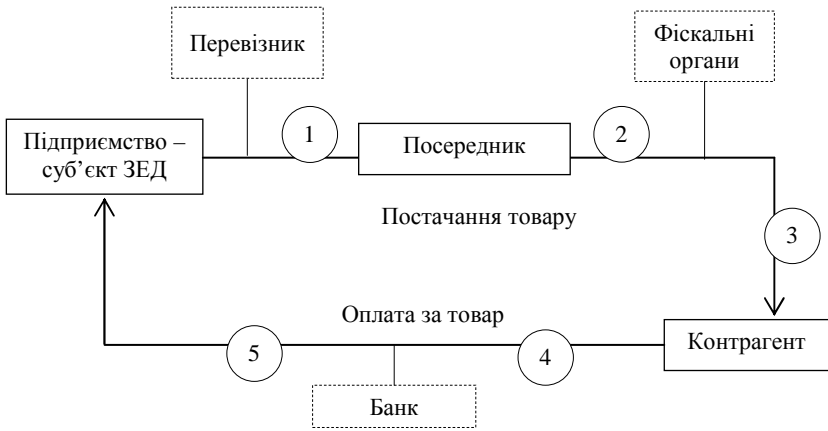 Перевізник
Фіскальні
органи
1
2
Підприємство –
суб’єкт ЗЕД
Посередник
Постачання товару
3
Оплата за товар
Контрагент
5
4
Банк